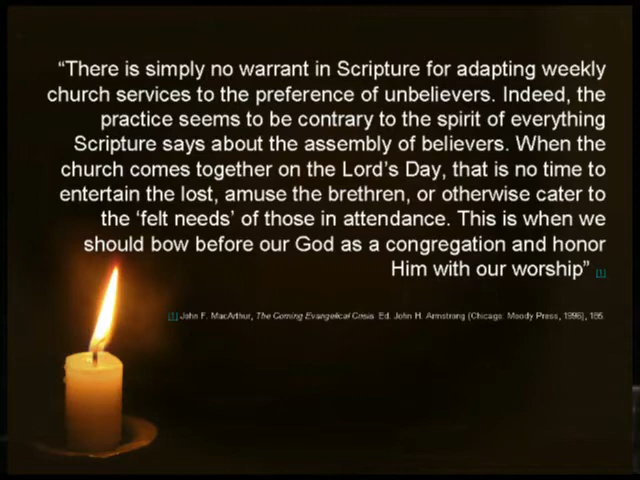 “There is simply no warrant in Scripture for adapting weekly
church services to the preference of unbelievers. Indeed, the
practice seems to be contrary to the spirit of everything
Scripture says about the assembly of believers. When the
church comes together on the Lord’s Day, that is no time to
entertain the lost, amuse the brethren, or otherwise cater to
the ‘felt needs’ of those in attendance. This is when we
should bow before our God as a congregation and honor
Him with our worship” [1]
[1] John F. MacArthur, The Coming Evangelical Crisis. Ed. John H. Armstrong (Chicago: Moody Press, 1996), 186.